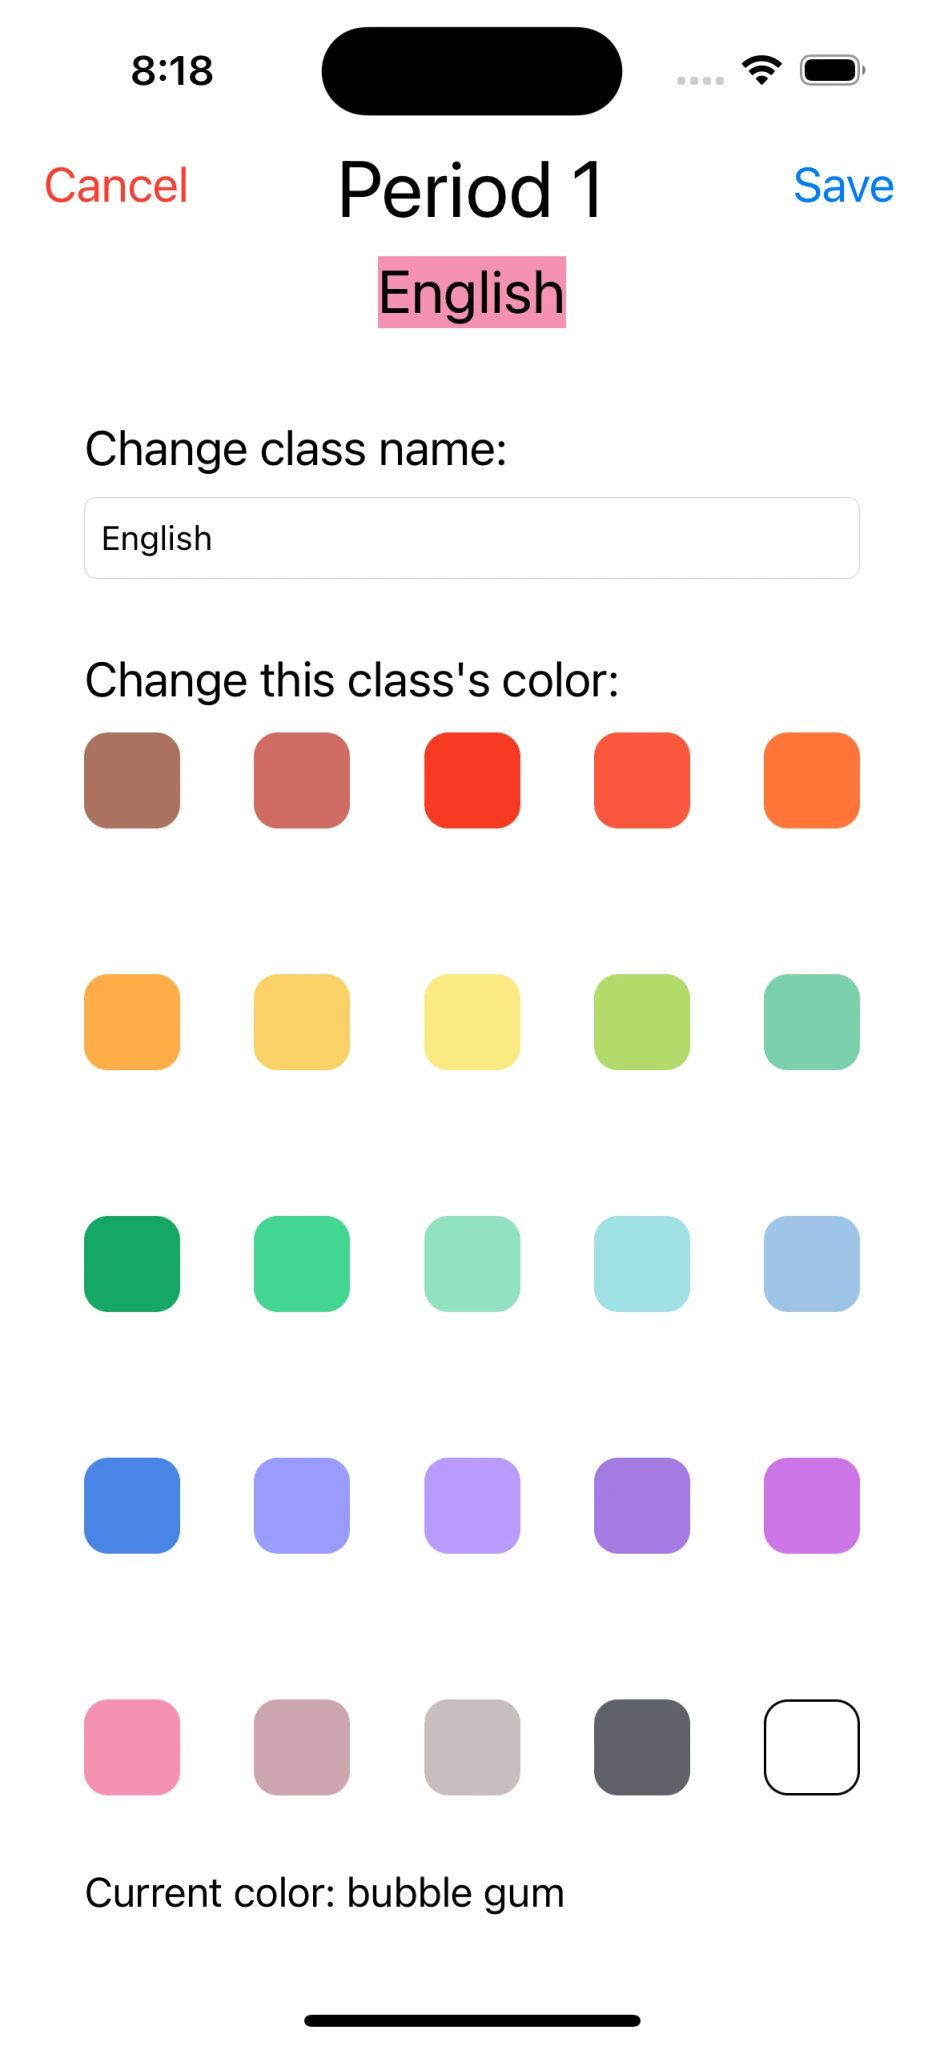 8:18
Cancel
Period 1
Save
English
Change class name:
English
Change this class's color:
Current color: bubble gum